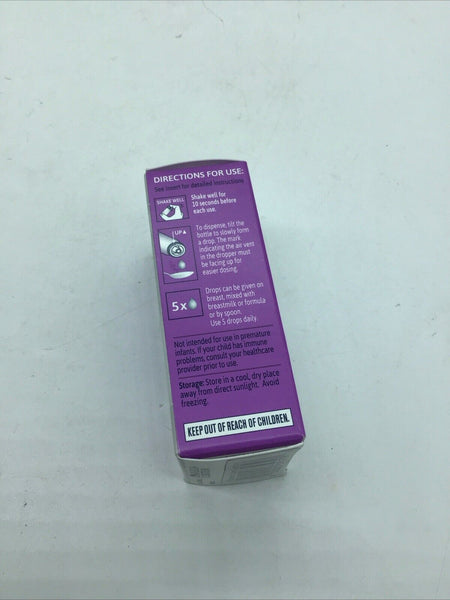 DIRECTIONS FOR USE:
See insert for detailed instructions
SHAKE WELL
Shake well for
10 seconds before
each use.
UP▲
To dispense, tilt the
bottle to slowly form
a drop. The mark
indicating the air vent
in the dropper must
be facing up for
easier dosing.
5 x
Drops can be given on
breast, mixed with
breastmilk or formula
or by spoon.
Use 5 drops daily.
Not intended for use in premature
infants. If your child has immune
problems, consult your healthcare
provider prior to use.
Storage: Store in a cool, dry place
away from direct sunlight. Avoid
freezing.
KEEP OUT OF REACH OF CHILDREN.